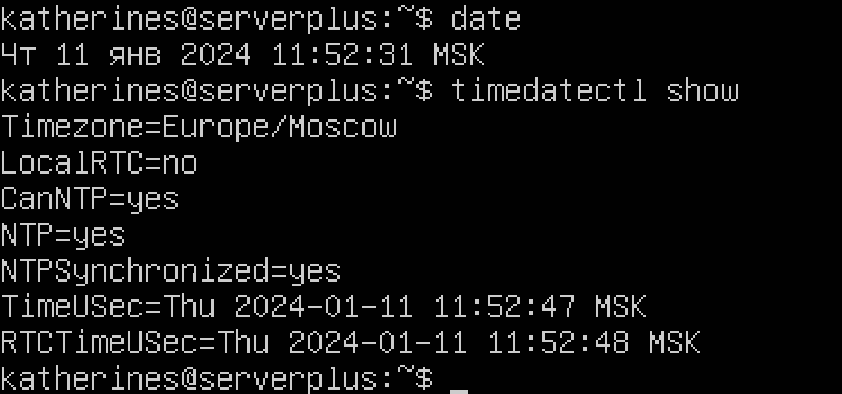 katherines@serverplus:~$ date
Чт 11 янв 2024 11:52:31 MSK
katherines@serverplus:~$ timedatectl show
Timezone=Europe/Moscow
LocalRTC=no
CanNTP=yes
NTP=yes
NTPSynchronized=yes
TimeUSec=Thu 2024-01-11 11:52:47 MSK
RTCTimeUSec=Thu 2024-01-11 11:52:48 MSK
katherines@serverplus:~$ _